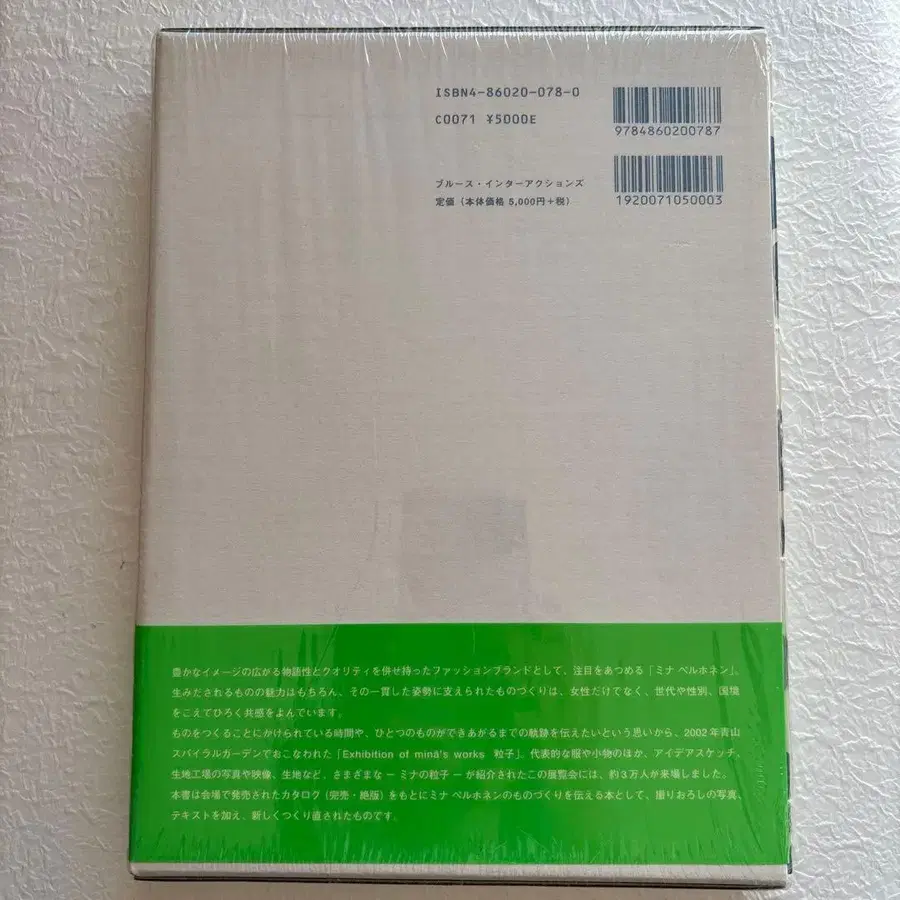 ISBN4-86020-078-0
C0071 ¥5000E
9784860200787
ブルース・インターアクションズ
定価（本体価格 5,000円＋税）
1920071050003
豊かなイメージの広がる物語性とクオリティを併せ持ったファッションブランドとして、注目をあつめる「ミナ ペルホネン」。
生みだされるものの魅力はもちろん、その一貫した姿勢に支えられたものづくりは、女性だけでなく、世代や性別、国境
をこえてひろく共感をよんでいます。
ものをつくることにかけられている時間や、ひとつのものができあがるまでの軌跡を伝えたいという思いから、2002年青山
スパイラルガーデンでおこなわれた「Exhibition of minä's works　粒子」。代表的な服や小物のほか、アイデアスケッチ、
生地工場の写真や映像、生地など、さまざまな ― ミナの粒子 ― が紹介されたこの展覧会には、約3万人が来場しました。
本書は会場で発売されたカタログ（完売・絶版）をもとにミナ ペルホネンのものづくりを伝える本として、撮りおろしの写真、
テキストを加え、新しくつくり直されたものです。